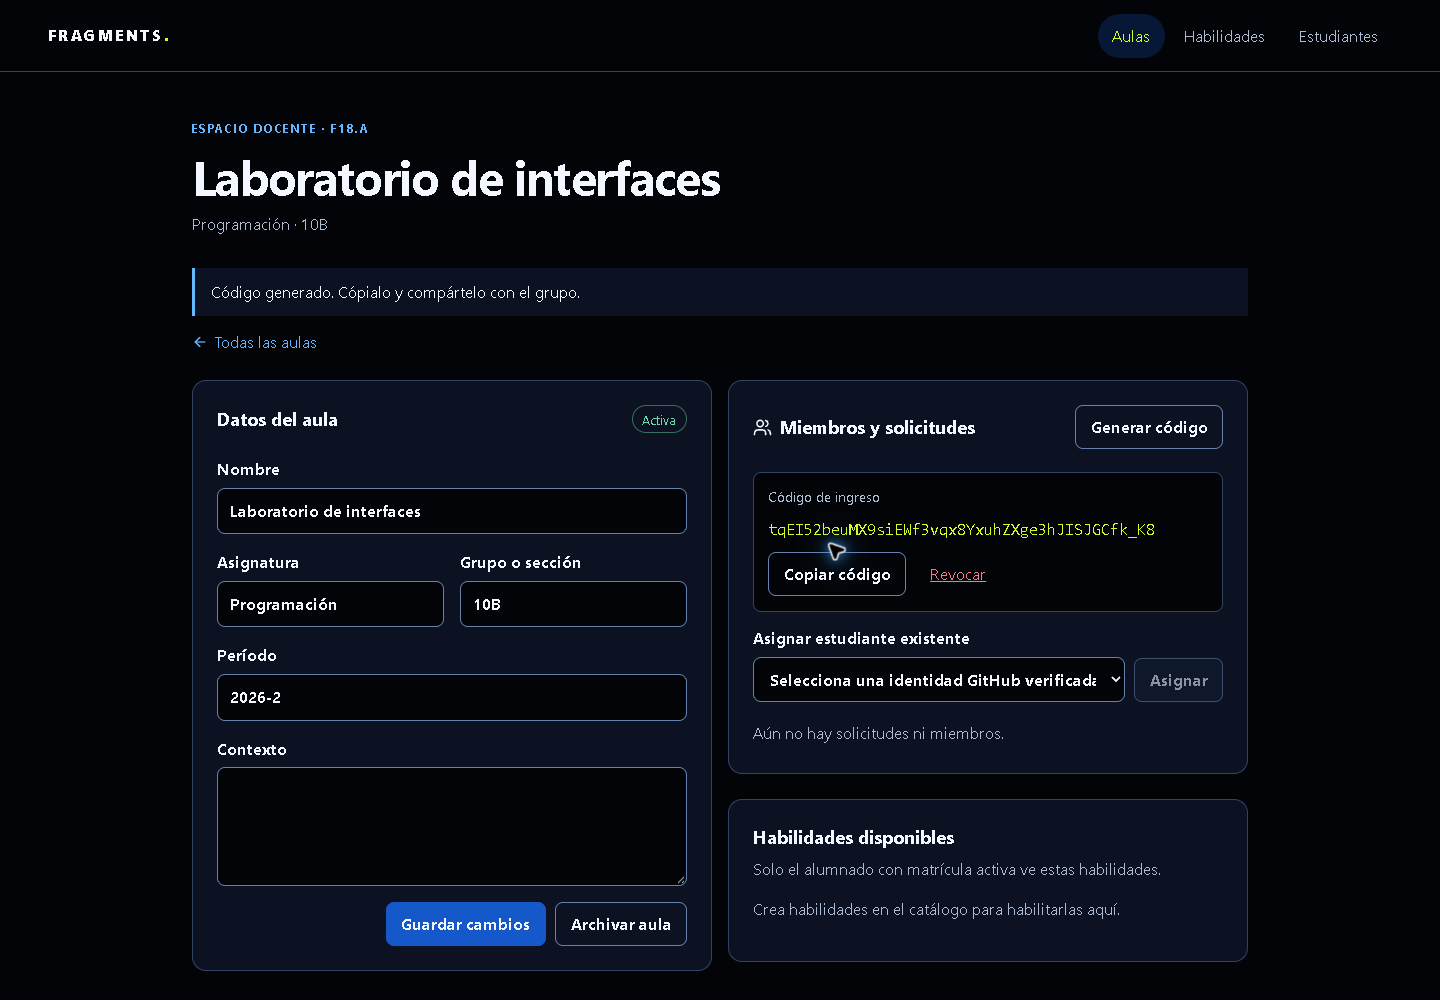 FRAGMENTS.
Aulas
Habilidades
Estudiantes
ESPACIO DOCENTE · F18.A
Laboratorio de interfaces
Programación · 10B
Código generado. Cópialo y compártelo con el grupo.
← Todas las aulas
Datos del aula
Activa
Nombre
Laboratorio de interfaces
Asignatura
Grupo o sección
Programación
10B
Período
2026-2
Contexto
Guardar cambios
Archivar aula
Miembros y solicitudes
Generar código
Código de ingreso
tqEI52beuMX9siEWf3vqx8YxuhZXge3hJISJGCfk_K8
Copiar código
Revocar
Asignar estudiante existente
Selecciona una identidad GitHub verificada
Asignar
Aún no hay solicitudes ni miembros.
Habilidades disponibles
Solo el alumnado con matrícula activa ve estas habilidades.
Crea habilidades en el catálogo para habilitarlas aquí.